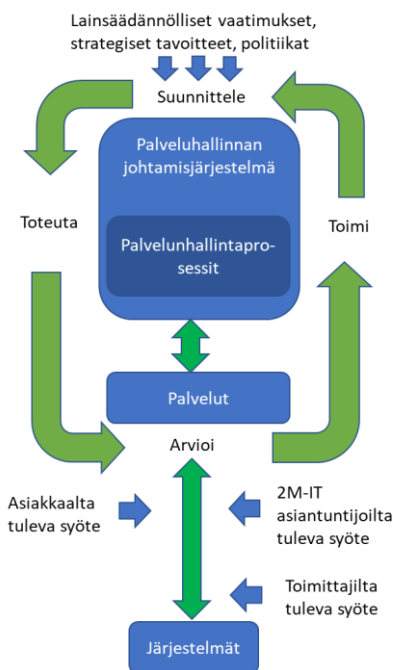 Lainsäädännölliset vaatimukset,
strategiset tavoitteet, politiikat
Suunnittele
Palveluhallinnan
johtamisjärjestelmä
Toteuta
Toimi
Palvelunhallintapro-
sessit
Palvelut
Arvioi
Asiakkaalta
tuleva syöte
2M-IT
asiantuntijoilta
tuleva syöte
Toimittajilta
tuleva syöte
Järjestelmät